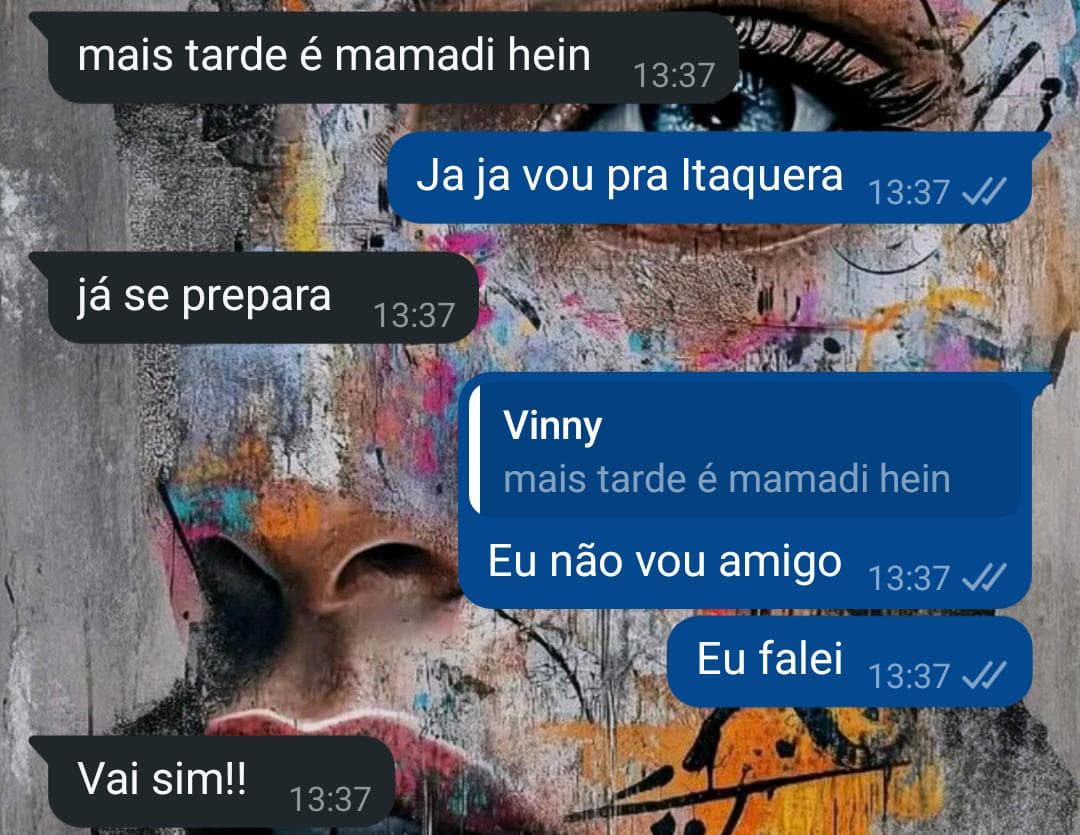 mais tarde é mamadi hein 13:37
Ja ja vou pra Itaquera 13:37
já se prepara 13:37
Vinny
mais tarde é mamadi hein
Eu não vou amigo 13:37
Eu falei 13:37
Vai sim!! 13:37